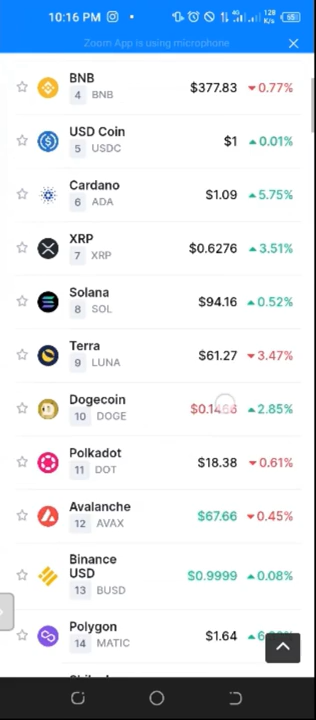 10:16 PM
4G
128
K/s
55
Zoom App is using microphone
BNB
4 BNB
$377.83 0.77%
USD Coin
5 USDC
$1 0.01%
Cardano
6 ADA
$1.09 5.75%
XRP
7 XRP
$0.6276 3.51%
Solana
8 SOL
$94.16 0.52%
Terra
9 LUNA
$61.27 3.47%
Dogecoin
10 DOGE
2.85%
Polkadot
11 DOT
$18.38 0.61%
Avalanche
12 AVAX
$67.66 0.45%
Binance
USD
13 BUSD
$0.9999 0.08%
Polygon
14 MATIC
$1.64